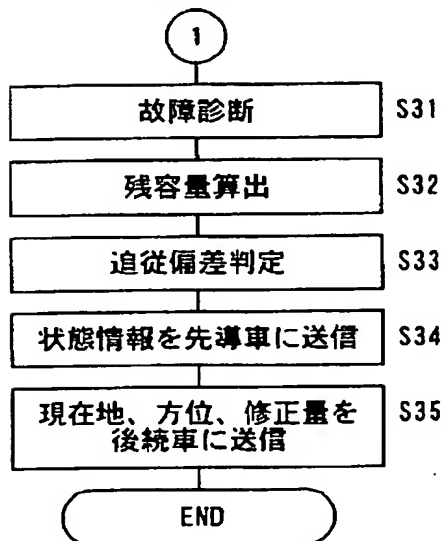 1
故障診断 S31
残容量算出 S32
追従偏差判定 S33
状態情報を先導車に送信 S34
現在地、方位、修正量を S35
後続車に送信
END